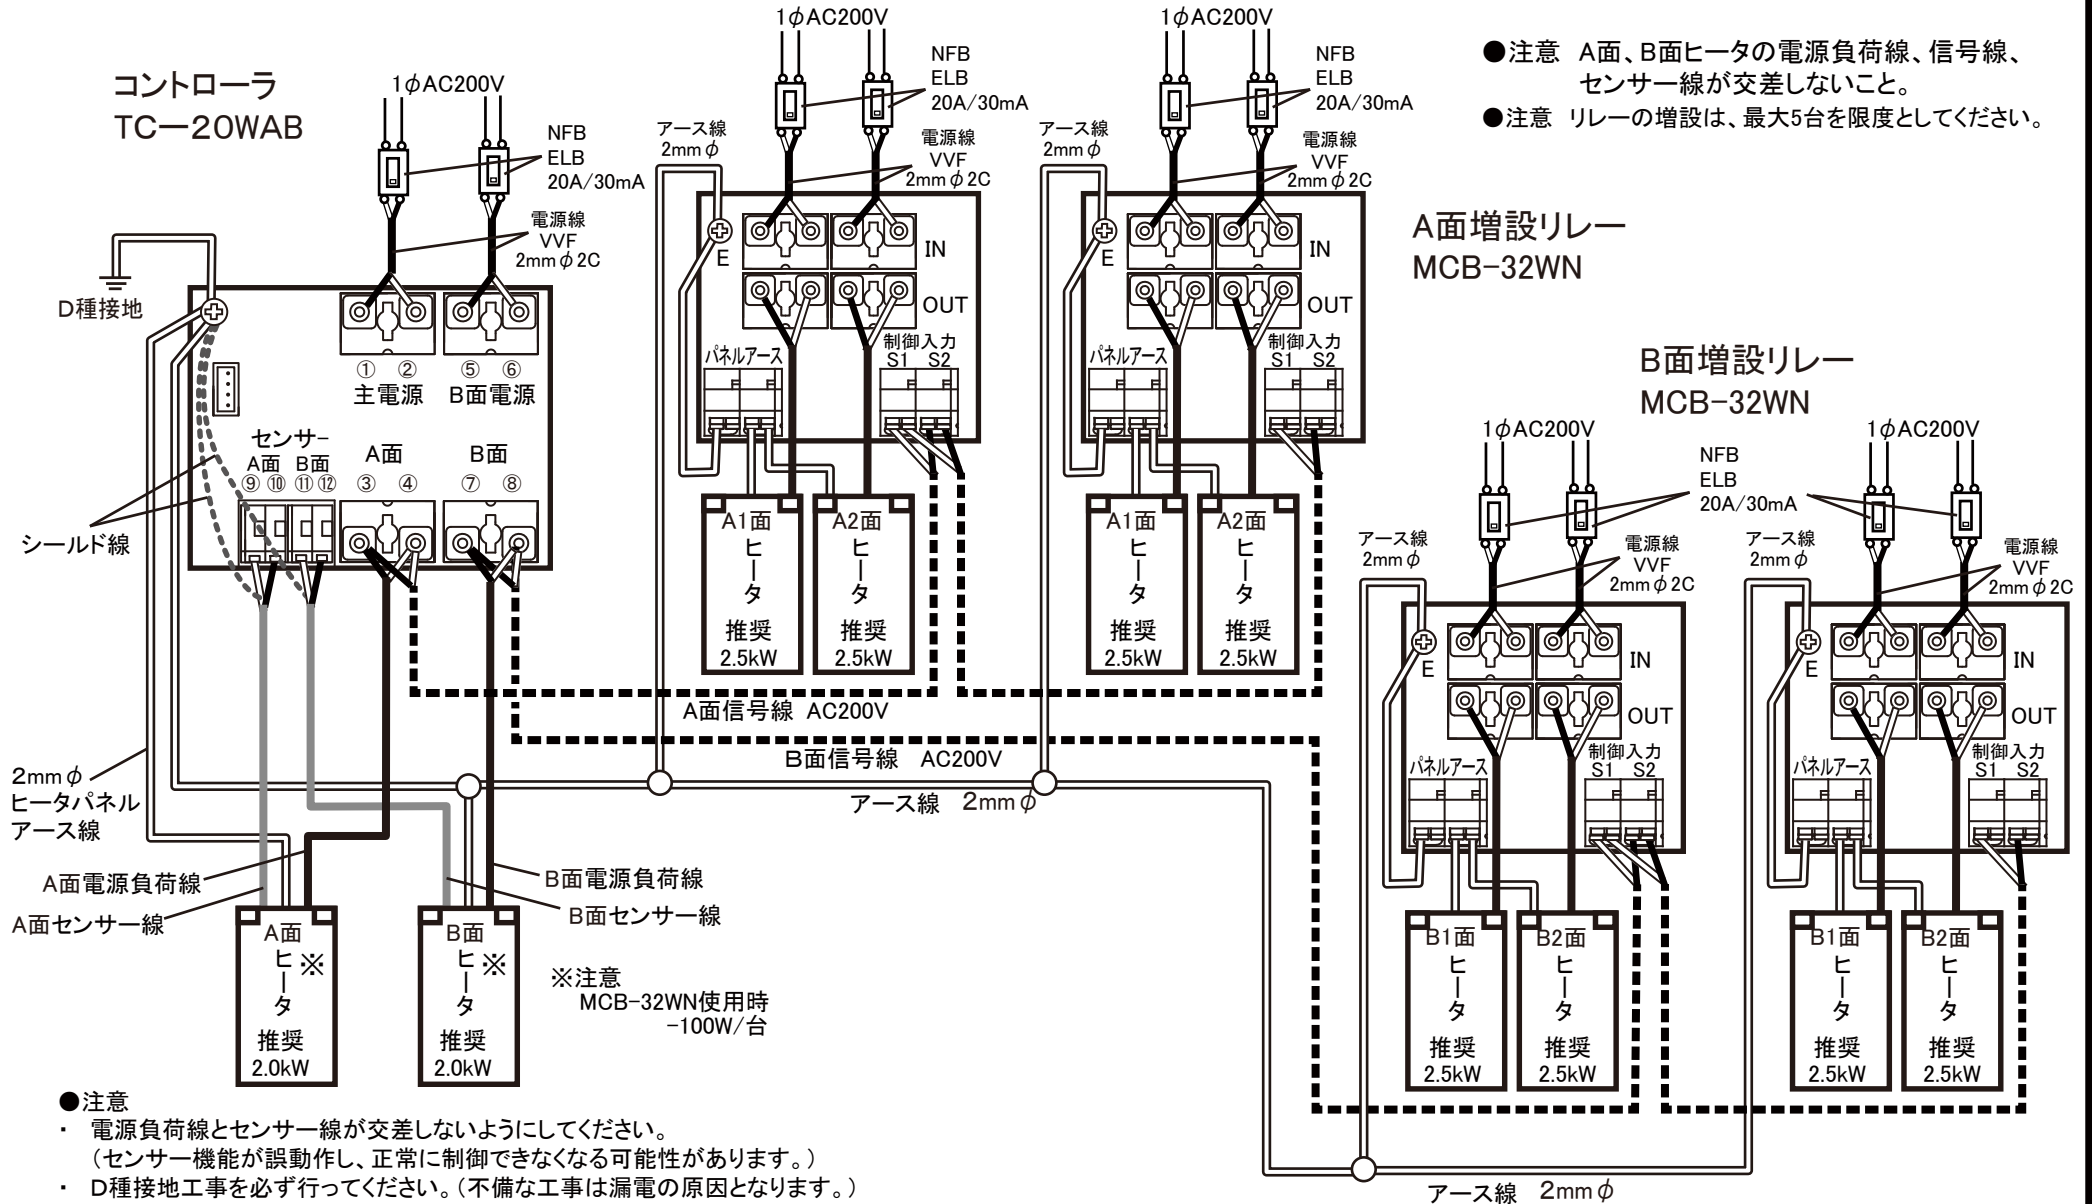 コントローラ
TCー20WAB
1φAC200V
NFB
ELB
20A/30mA
電源線
VVF
2mmφ2C
D種接地
① ②
主電源
⑤ ⑥
B面電源
センサー
A面 B面
⑨ ⑩ ⑪ ⑫
A面
③ ④
B面
⑦ ⑧
シールド線
2mmφ
ヒータパネル
アース線
A面電源負荷線
A面センサー線
B面電源負荷線
B面センサー線
A面
ヒータ ※
推奨
2.0kW
B面
ヒータ ※
推奨
2.0kW
※注意
MCB-32WN使用時
-100W/台
1φAC200V
NFB
ELB
20A/30mA
アース線
2mmφ
電源線
VVF
2mmφ2C
E
IN
OUT
パネルアース
制御入力
S1 S2
A1面
ヒータ
推奨
2.5kW
A2面
ヒータ
推奨
2.5kW
1φAC200V
NFB
ELB
20A/30mA
アース線
2mmφ
電源線
VVF
2mmφ2C
E
IN
OUT
パネルアース
制御入力
S1 S2
A1面
ヒータ
推奨
2.5kW
A2面
ヒータ
推奨
2.5kW
A面信号線 AC200V
B面信号線 AC200V
アース線 2mmφ
●注意 A面、B面ヒータの電源負荷線、信号線、
センサー線が交差しないこと。
●注意 リレーの増設は、最大5台を限度としてください。
A面増設リレー
MCB-32WN
B面増設リレー
MCB-32WN
1φAC200V
1φAC200V
NFB
ELB
20A/30mA
アース線
2mmφ
電源線
VVF
2mmφ2C
E
IN
OUT
パネルアース
制御入力
S1 S2
B1面
ヒータ
推奨
2.5kW
B2面
ヒータ
推奨
2.5kW
アース線
2mmφ
電源線
VVF
2mmφ2C
E
IN
OUT
パネルアース
制御入力
S1 S2
B1面
ヒータ
推奨
2.5kW
B2面
ヒータ
推奨
2.5kW
アース線 2mmφ
●注意
・ 電源負荷線とセンサー線が交差しないようにしてください。
（センサー機能が誤動作し、正常に制御できなくなる可能性があります。）
・ D種接地工事を必ず行ってください。（不備な工事は漏電の原因となります。）